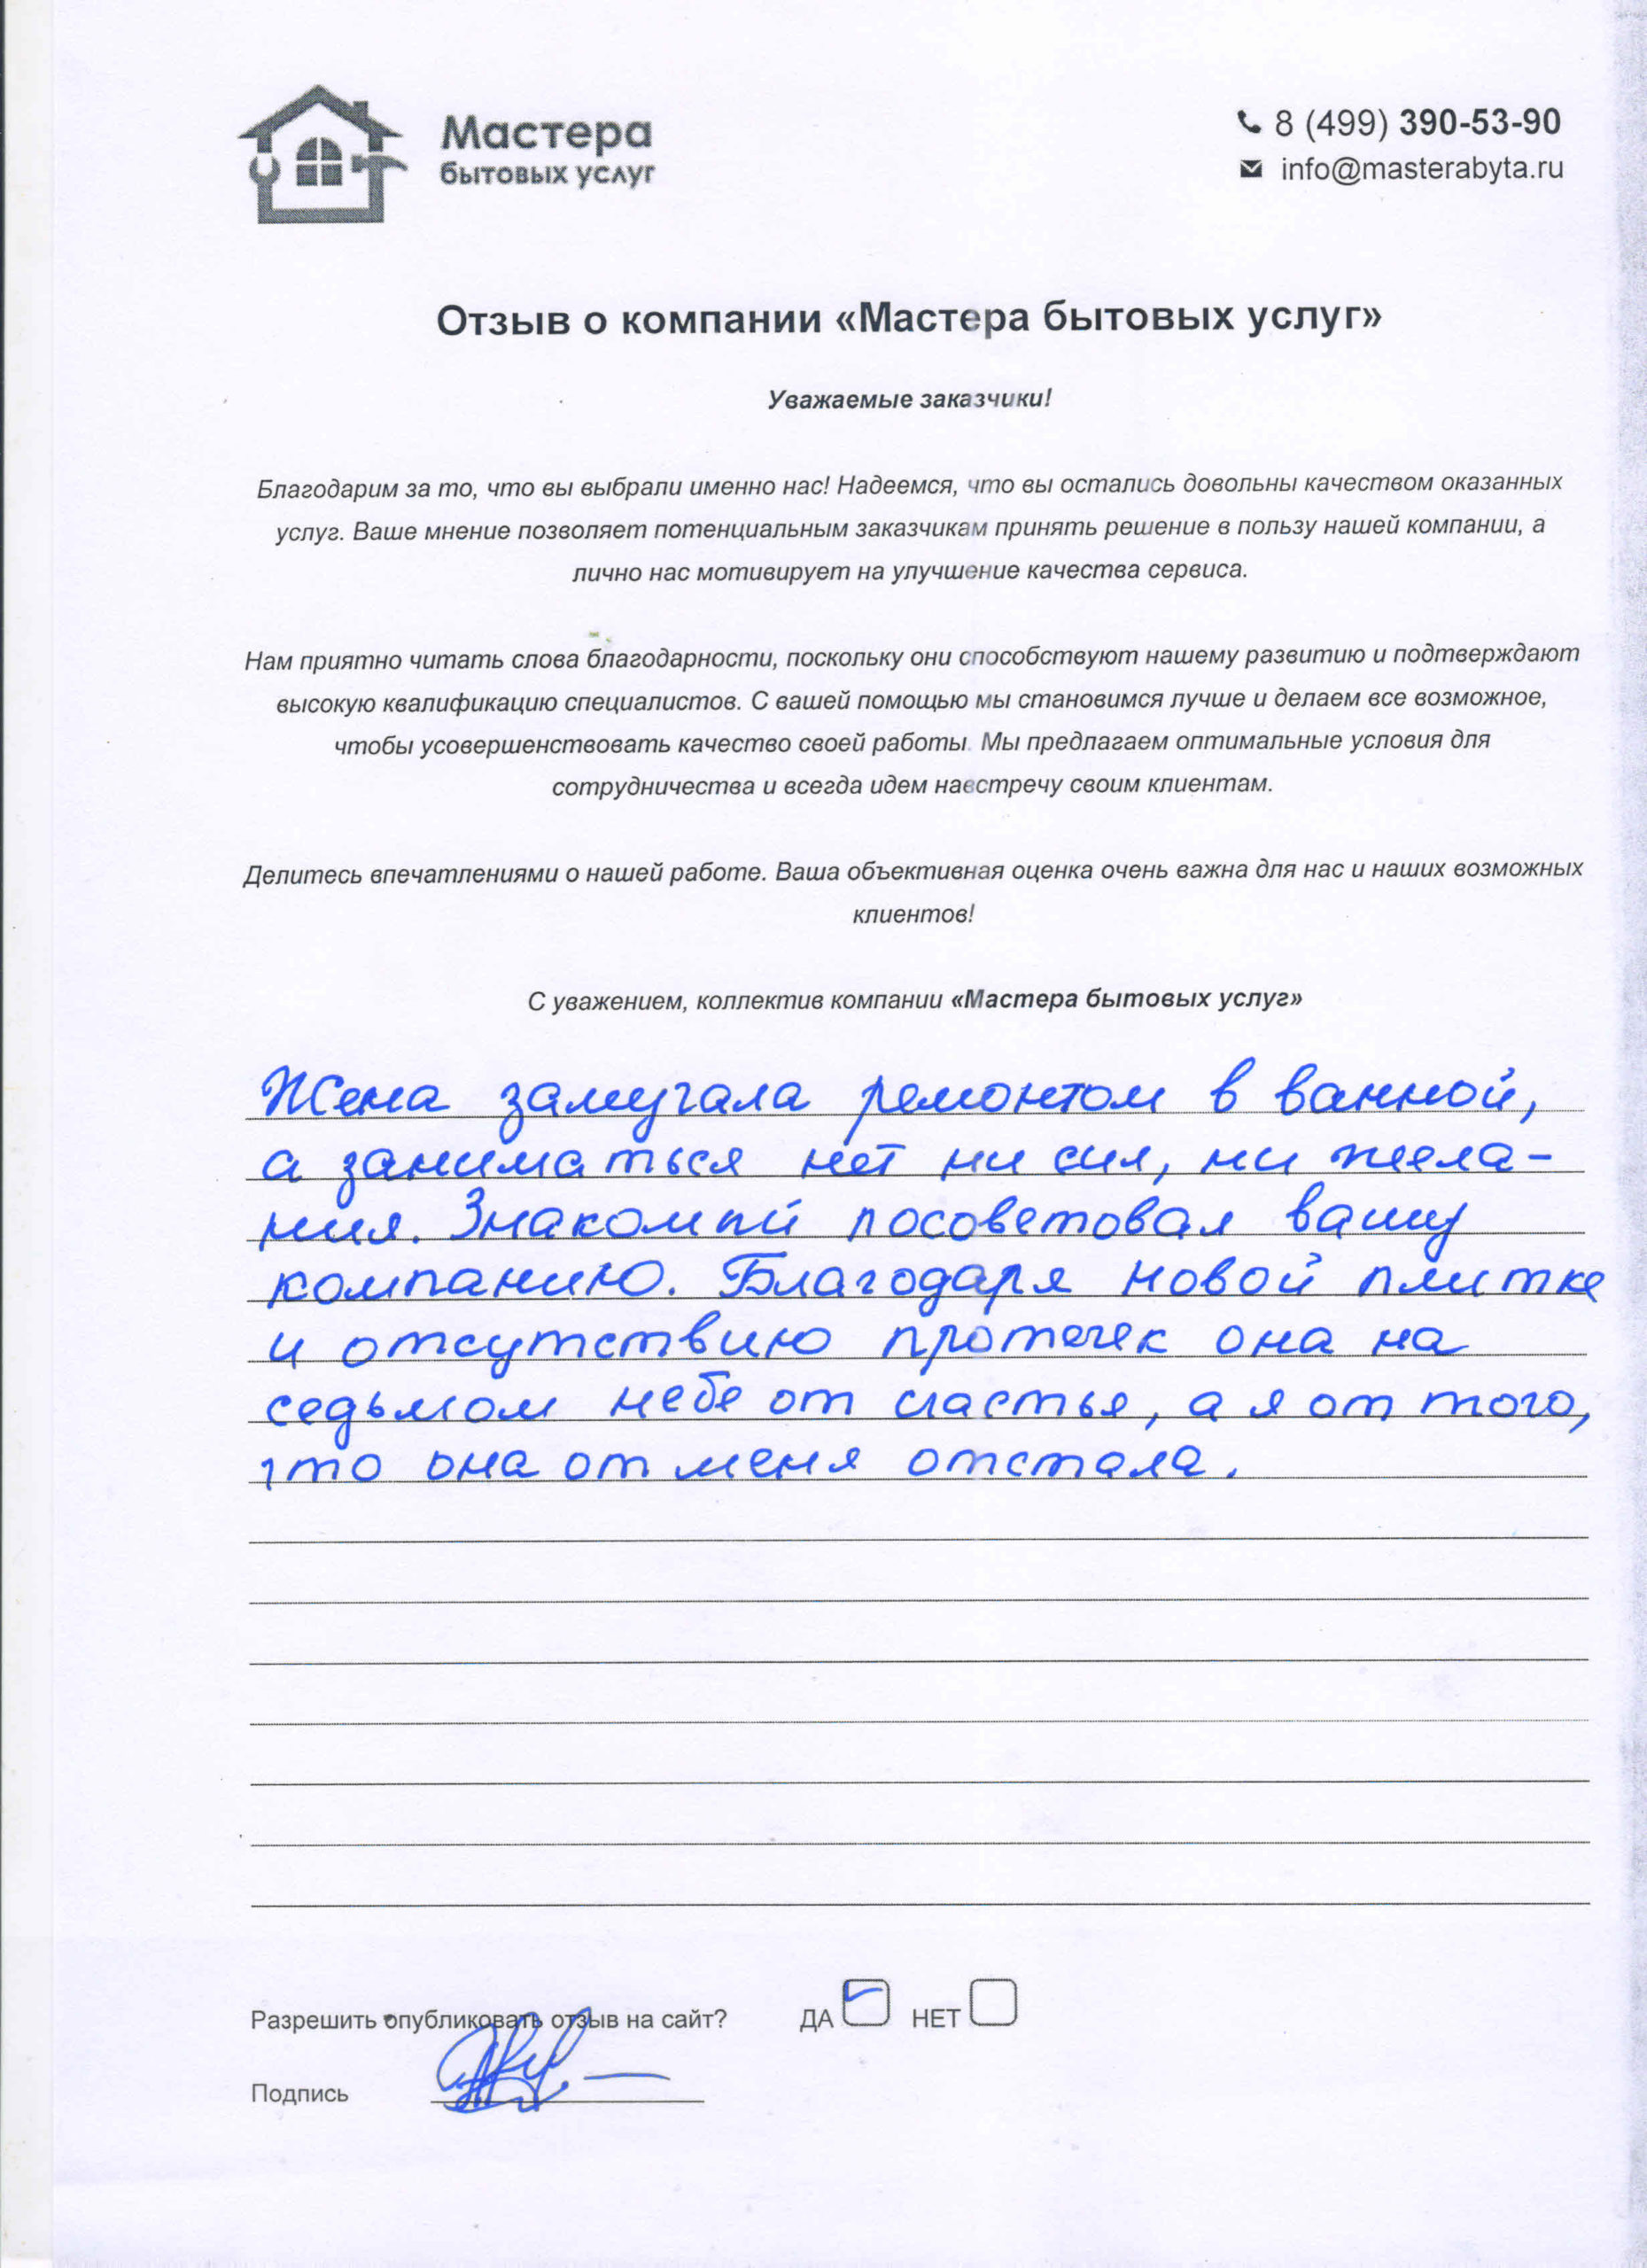 Мастера
бытовых услуг
8 (499) 390-53-90
info@masterabyta.ru
Отзыв о компании «Мастера бытовых услуг»
Уважаемые заказчики!
Благодарим за то, что вы выбрали именно нас! Надеемся, что вы остались довольны качеством оказанных
услуг. Ваше мнение позволяет потенциальным заказчикам принять решение в пользу нашей компании, а
лично нас мотивирует на улучшение качества сервиса.
Нам приятно читать слова благодарности, поскольку они способствуют нашему развитию и подтверждают
высокую квалификацию специалистов. С вашей помощью мы становимся лучше и делаем все возможное,
чтобы усовершенствовать качество своей работы. Мы предлагаем оптимальные условия для
сотрудничества и всегда идем навстречу своим клиентам.
Делитесь впечатлениями о нашей работе. Ваша объективная оценка очень важна для нас и наших возможных
клиентов!
С уважением, коллектив компании «Мастера бытовых услуг»
Жена замучала ремонтом в ванной,
а заниматься нет ни сил, ни жела-
ния. Знакомый посоветовал вашу
компанию. Благодаря новой плитке
и отсутствию протечек она на
седьмом небе от счастья, а я от того,
что она от меня отстала.
Разрешить опубликовать отзыв на сайт? ДА НЕТ
Подпись